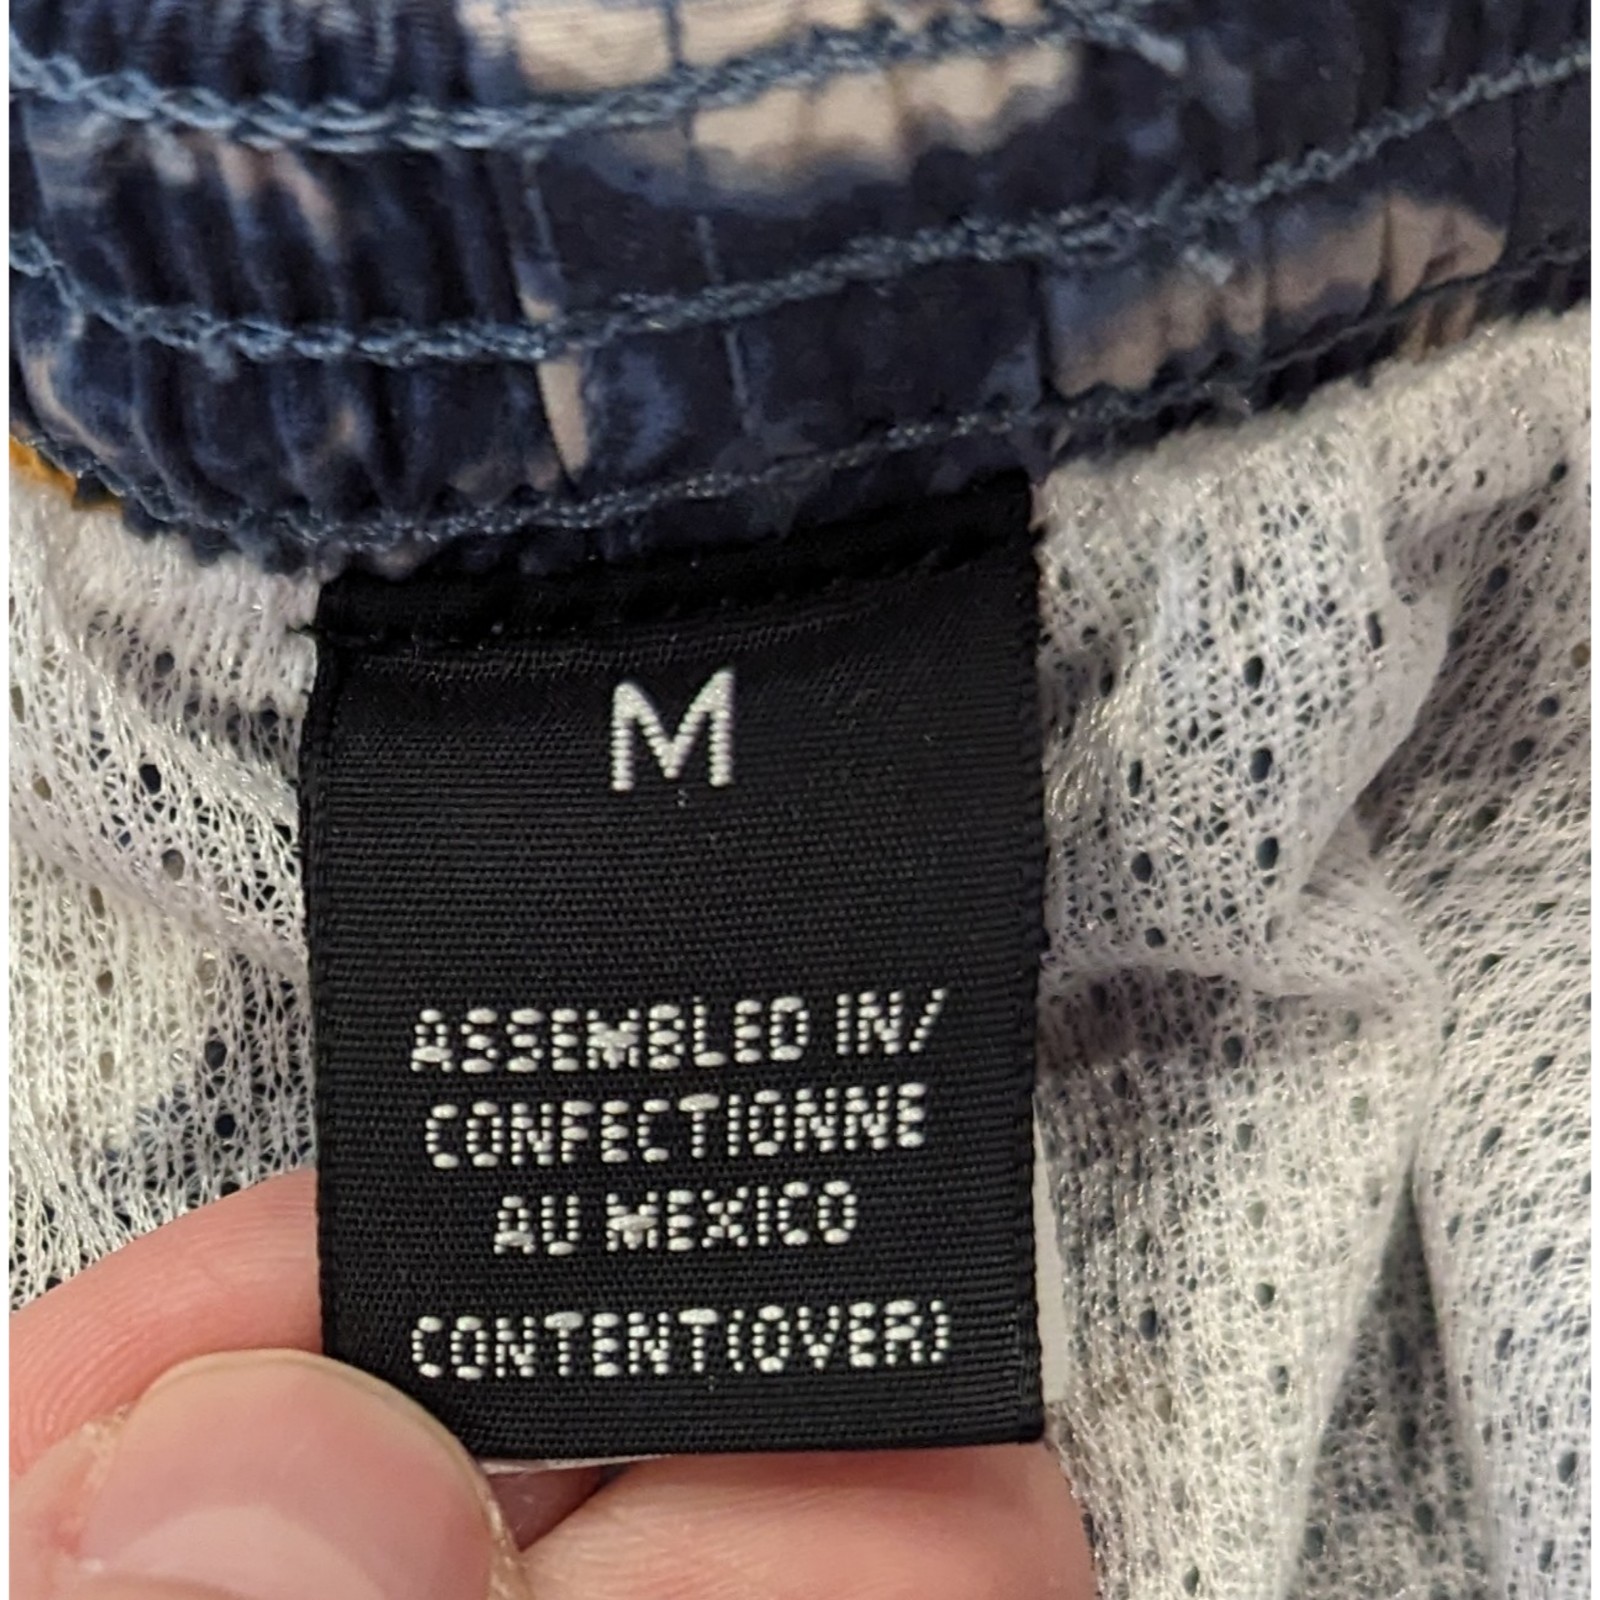 M
ASSEMBLED IN/
CONFECTIONNE
AU MEXICO
CONTENT(OVER)